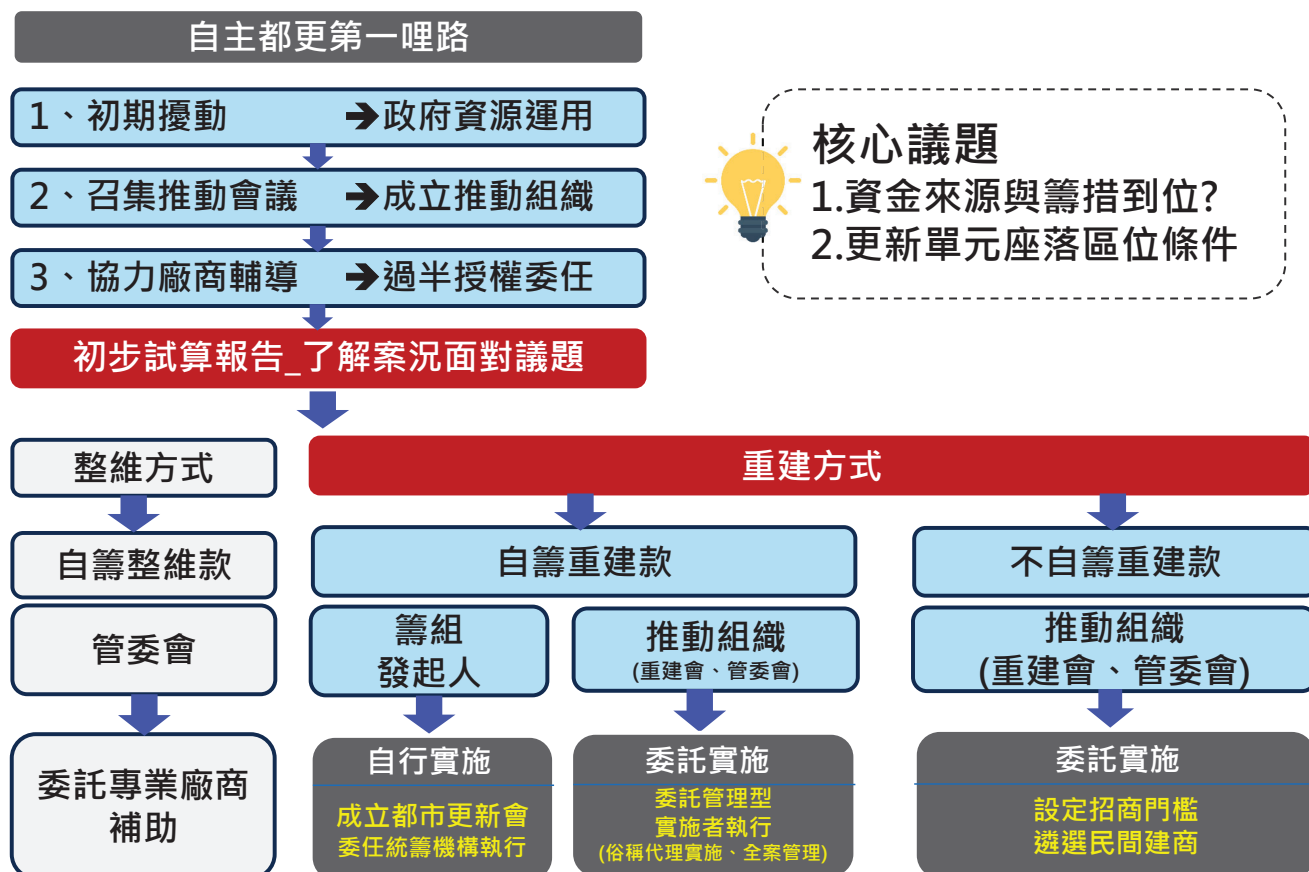 自主都更第一哩路
1、初期擾動 ➔政府資源運用
2、召集推動會議 ➔成立推動組織
3、協力廠商輔導 ➔過半授權委任
初步試算報告_了解案況面對議題
核心議題
1.資金來源與籌措到位?
2.更新單元座落區位條件
整維方式
重建方式
自籌整維款
自籌重建款
不自籌重建款
管委會
籌組
發起人
推動組織
(重建會、管委會)
推動組織
(重建會、管委會)
委託專業廠商
補助
自行實施
成立都市更新會
委任統籌機構執行
委託實施
委託管理型
實施者執行
(俗稱代理實施、全案管理)
委託實施
設定招商門檻
遴選民間建商